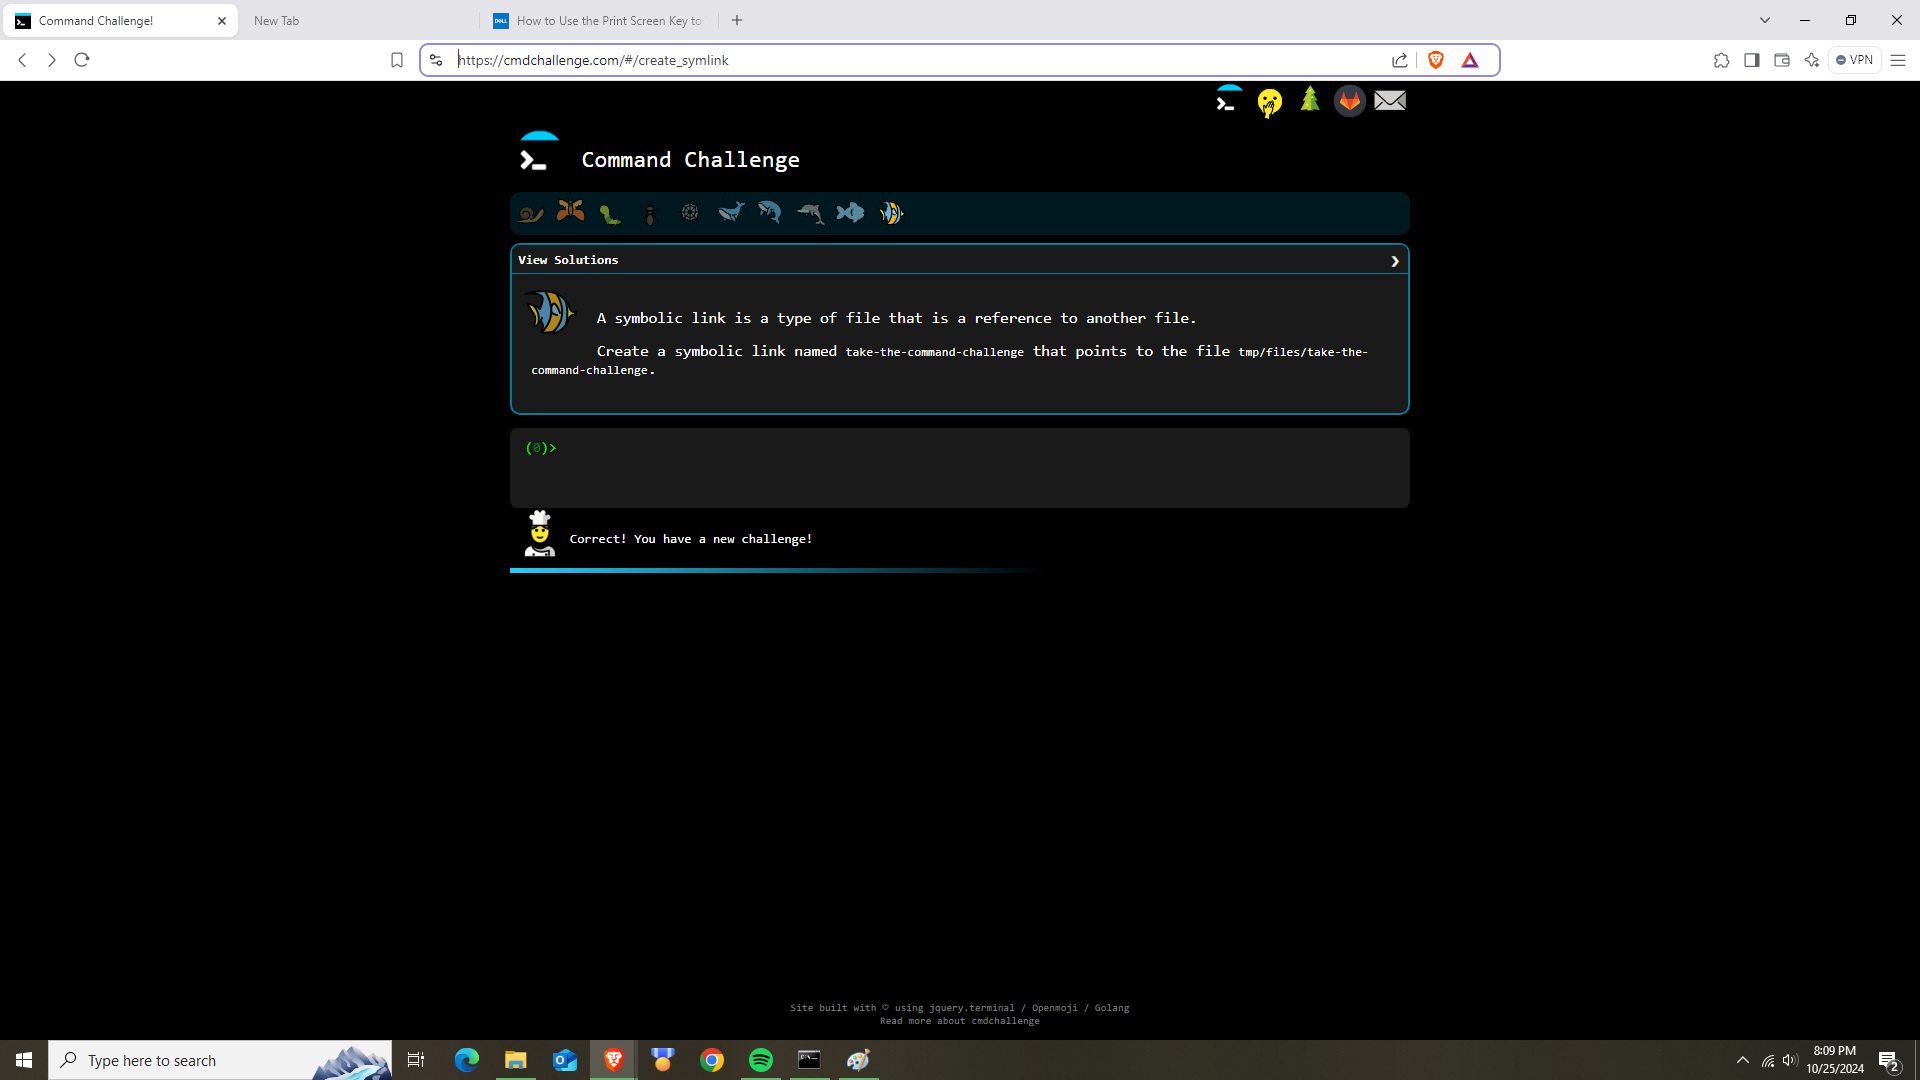 Command Challenge!
New Tab
How to Use the Print Screen Key to
https://cmdchallenge.com/#/create_symlink
VPN
Command Challenge
View Solutions
A symbolic link is a type of file that is a reference to another file.
Create a symbolic link named take-the-command-challenge that points to the file tmp/files/take-the-
command-challenge.
(0)>
Correct! You have a new challenge!
Site built with ♡ using jquery.terminal / Openmoji / Golang
Read more about cmdchallenge
Type here to search
8:09 PM
10/25/2024
2